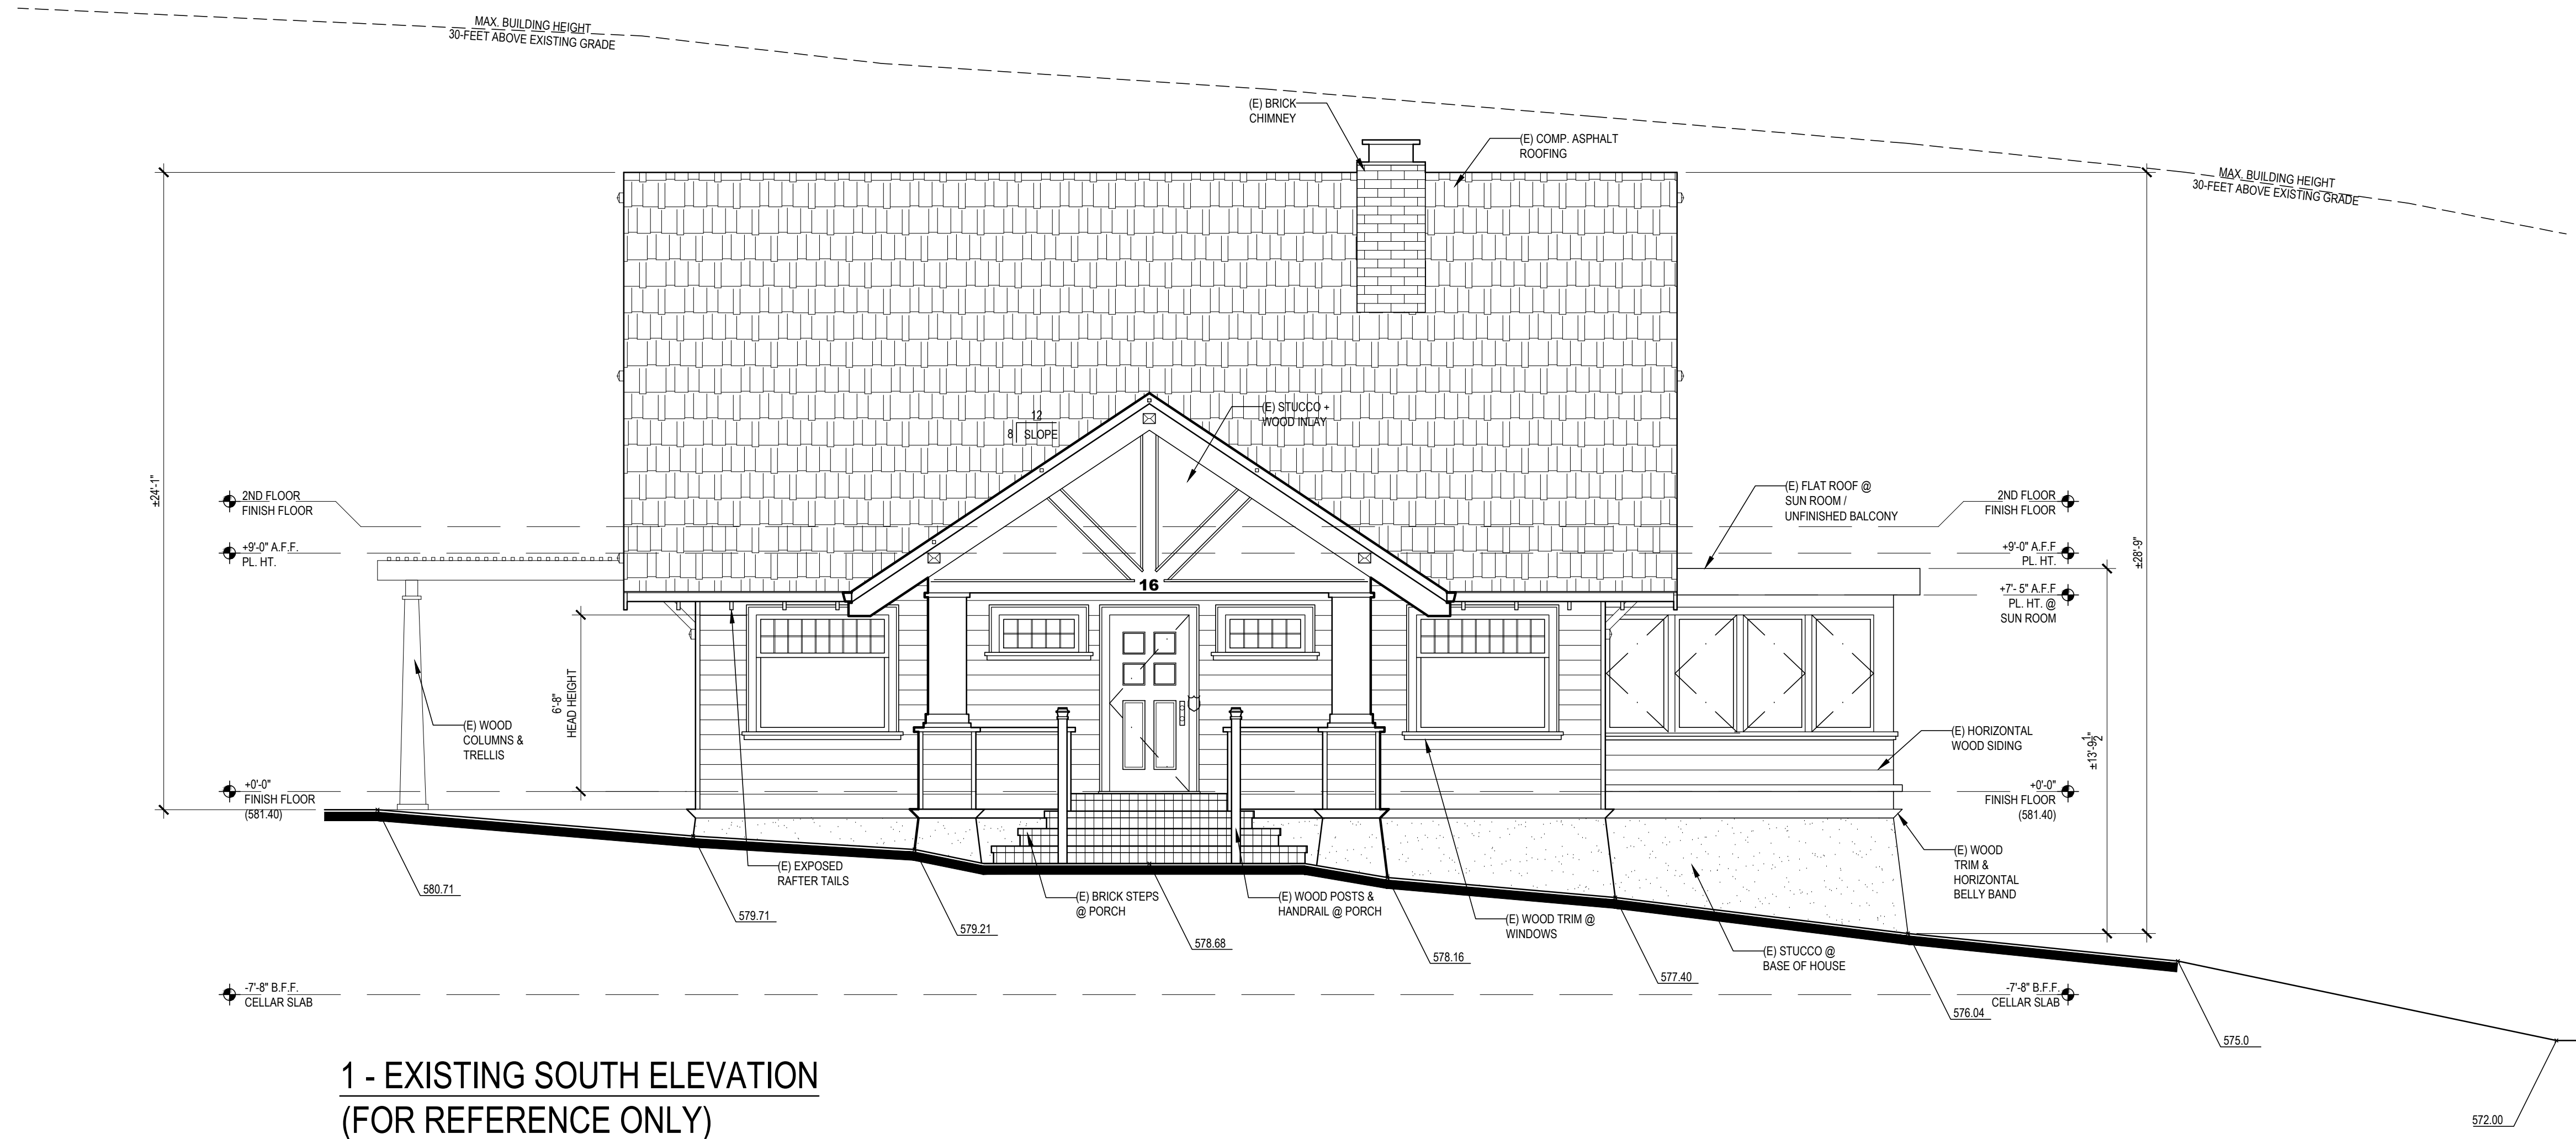 MAX. BUILDING HEIGHT
30-FEET ABOVE EXISTING GRADE
(E) BRICK
CHIMNEY
(E) COMP. ASPHALT
ROOFING
MAX. BUILDING HEIGHT
30-FEET ABOVE EXISTING GRADE
12
8 SLOPE
(E) STUCCO +
WOOD INLAY
±24'-1"
2ND FLOOR
FINISH FLOOR
+9'-0" A.F.F.
PL. HT.
(E) FLAT ROOF @
SUN ROOM /
UNFINISHED BALCONY
2ND FLOOR
FINISH FLOOR
+9'-0" A.F.F
PL. HT.
+7'- 5" A.F.F
PL. HT. @
SUN ROOM
±28'-9"
16
6'-8"
HEAD HEIGHT
(E) WOOD
COLUMNS &
TRELLIS
(E) HORIZONTAL
WOOD SIDING
±13'-9 1/2"
+0'-0"
FINISH FLOOR
(581.40)
+0'-0"
FINISH FLOOR
(581.40)
(E) EXPOSED
RAFTER TAILS
(E) BRICK STEPS
@ PORCH
(E) WOOD POSTS &
HANDRAIL @ PORCH
(E) WOOD TRIM @
WINDOWS
(E) STUCCO @
BASE OF HOUSE
(E) WOOD
TRIM &
HORIZONTAL
BELLY BAND
580.71
579.71
579.21
578.68
578.16
577.40
576.04
575.0
572.00
-7'-8" B.F.F.
CELLAR SLAB
-7'-8" B.F.F.
CELLAR SLAB
1 - EXISTING SOUTH ELEVATION
(FOR REFERENCE ONLY)